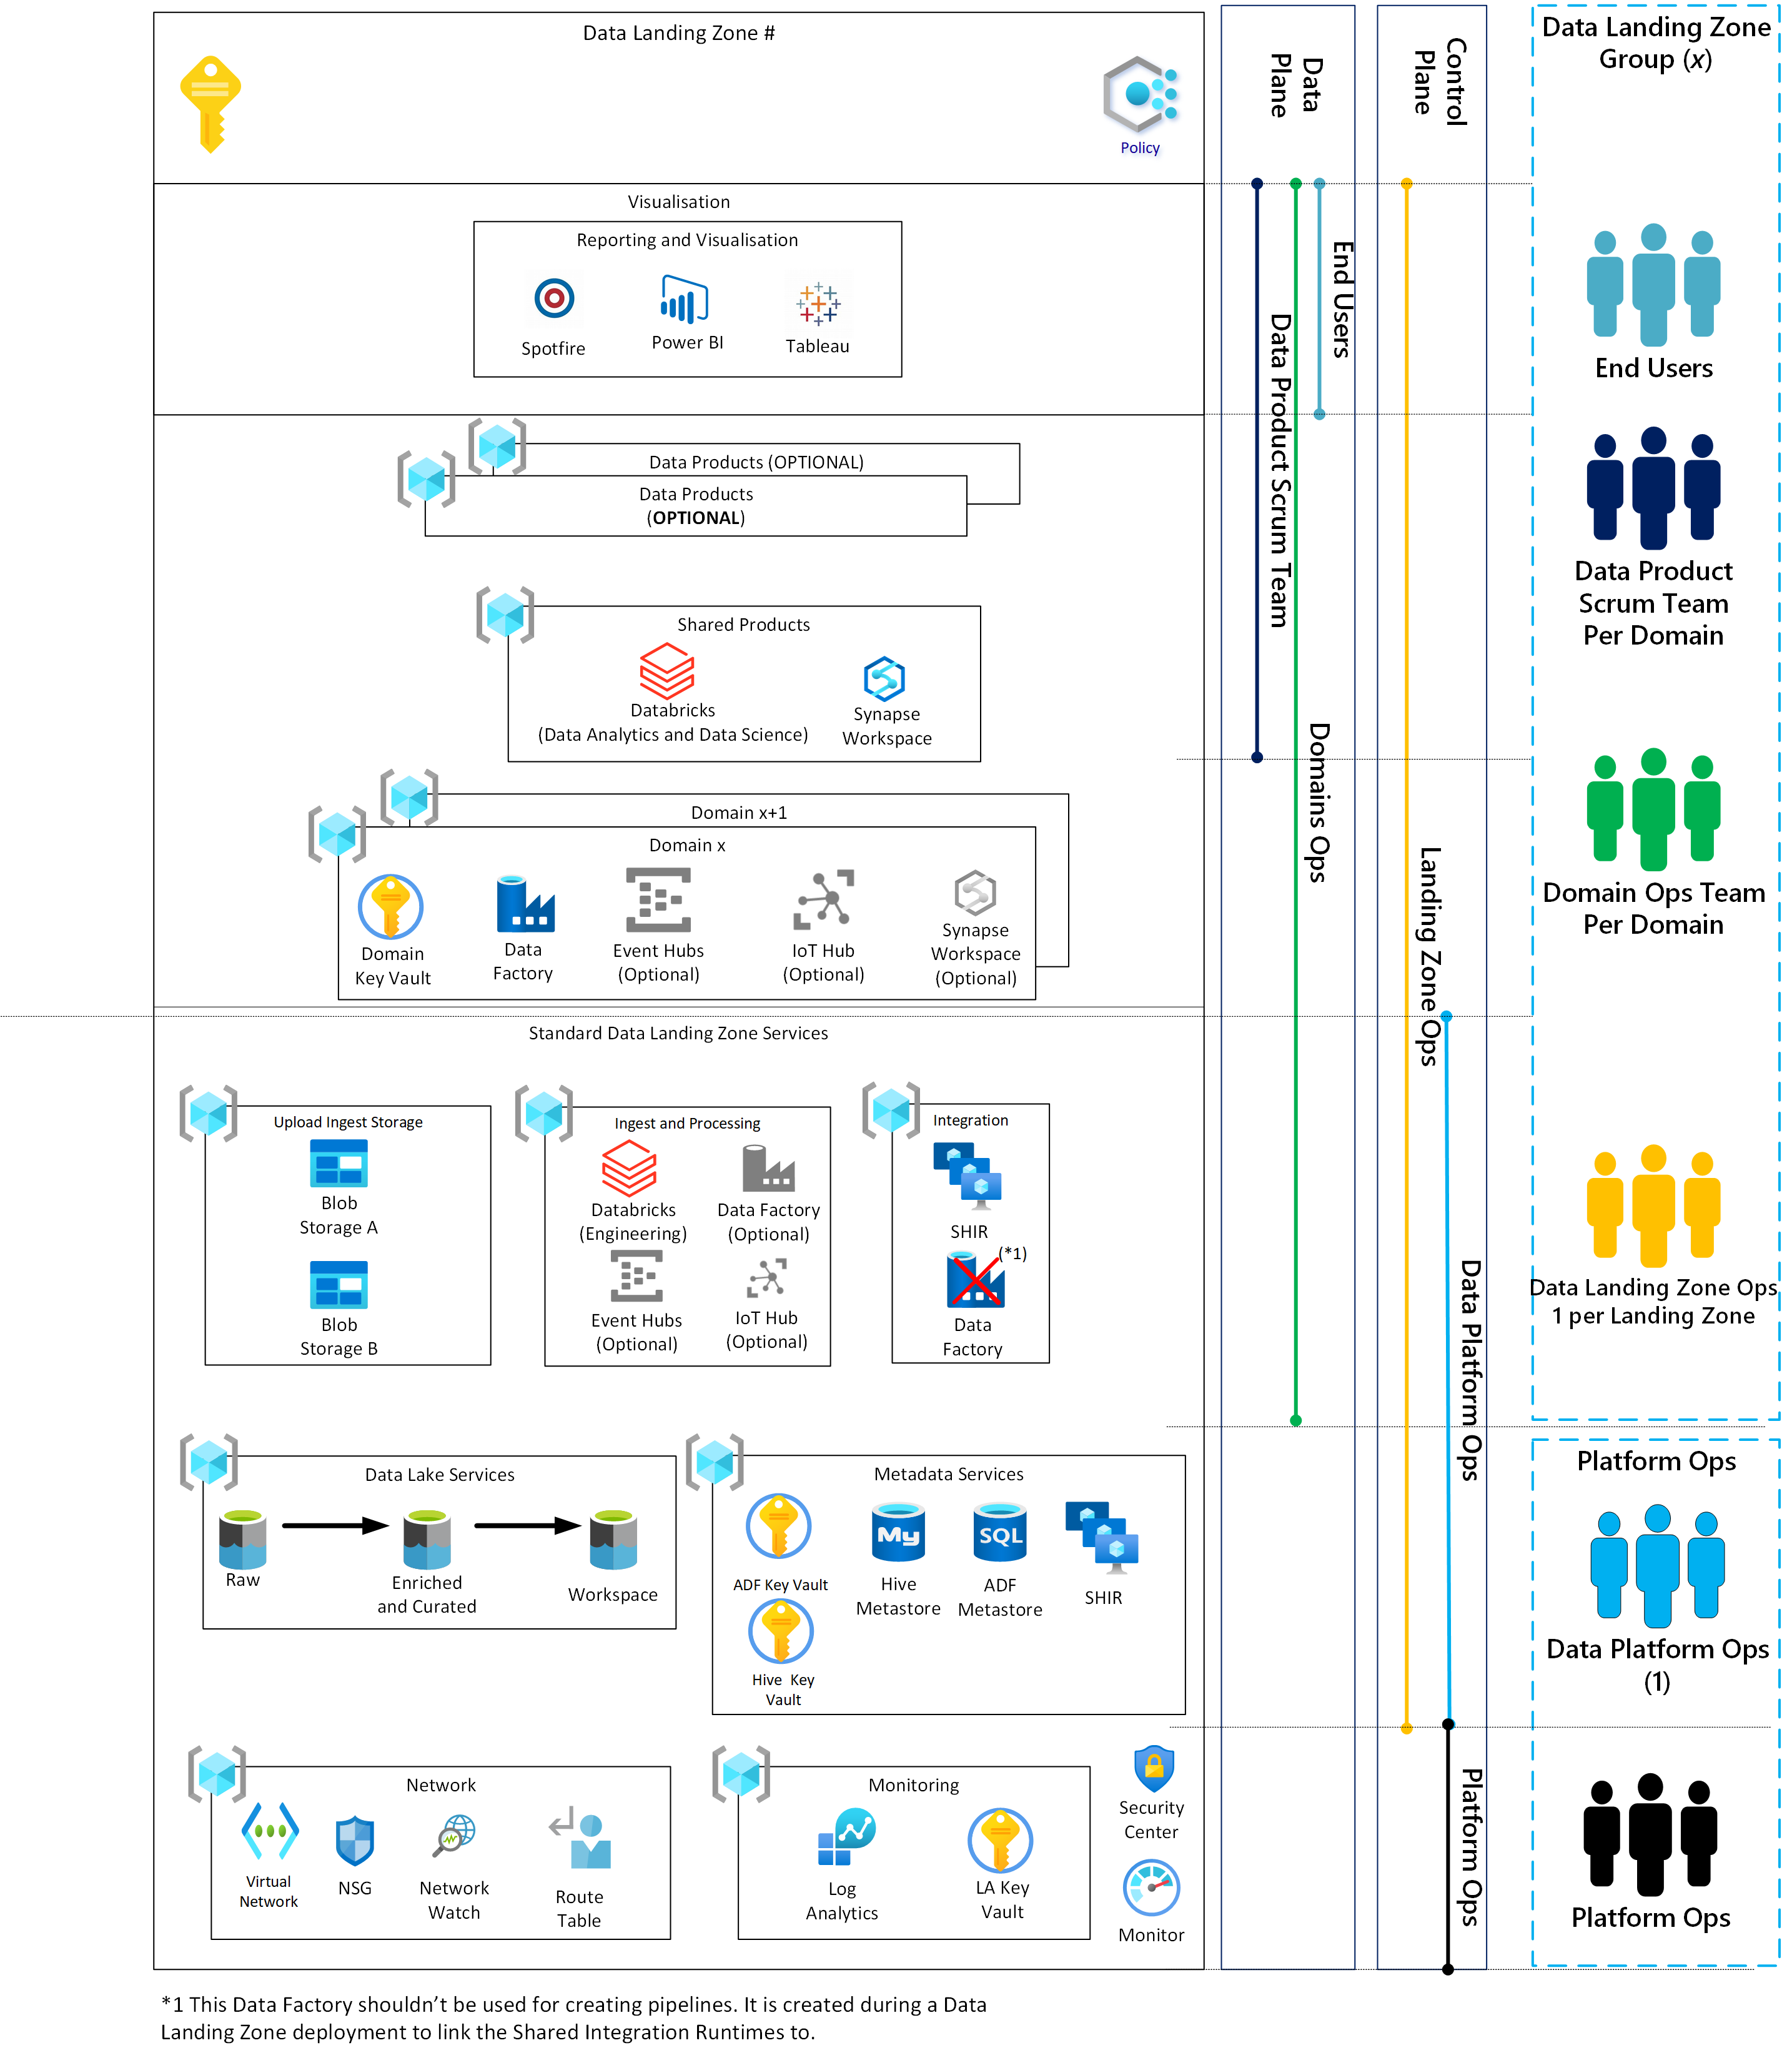 Data Landing Zone #
Policy
Visualisation
Reporting and Visualisation
Spotfire
Power BI
Tableau
Data Products (OPTIONAL)
Data Products
(OPTIONAL)
Shared Products
Databricks
(Data Analytics and Data Science)
Synapse
Workspace
Domain x+1
Domain x
Domain
Key Vault
Data
Factory
Event Hubs
(Optional)
IoT Hub
(Optional)
Synapse
Workspace
(Optional)
Standard Data Landing Zone Services
Upload Ingest Storage
Blob
Storage A
Blob
Storage B
Ingest and Processing
Databricks
(Engineering)
Data Factory
(Optional)
Event Hubs
(Optional)
IoT Hub
(Optional)
Integration
SHIR
(*1)
Data
Factory
Data Lake Services
Raw
Enriched
and Curated
Workspace
Metadata Services
ADF Key Vault
Hive Key
Vault
My
Hive
Metastore
SQL
ADF
Metastore
SHIR
Network
Virtual
Network
NSG
Network
Watch
Route
Table
Monitoring
Log
Analytics
LA Key
Vault
Security
Center
Monitor
*1 This Data Factory shouldn’t be used for creating pipelines. It is created during a Data
Landing Zone deployment to link the Shared Integration Runtimes to.
Data
Plane
End Users
Data Product Scrum Team
Domains Ops
Control
Plane
Landing Zone Ops
Data Platform Ops
Platform Ops
Data Landing Zone
Group (x)
End Users
Data Product
Scrum Team
Per Domain
Domain Ops Team
Per Domain
Data Landing Zone Ops
1 per Landing Zone
Platform Ops
Data Platform Ops
(1)
Platform Ops